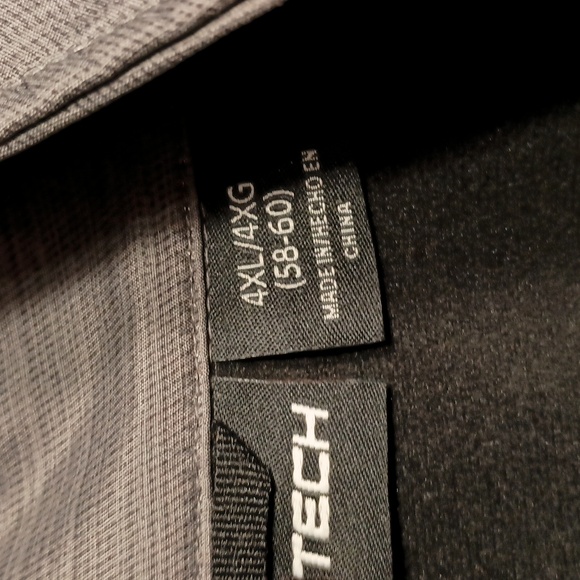 4XL/4XG
(58-60)
MADE IN/HECHO EN
CHINA
TECH